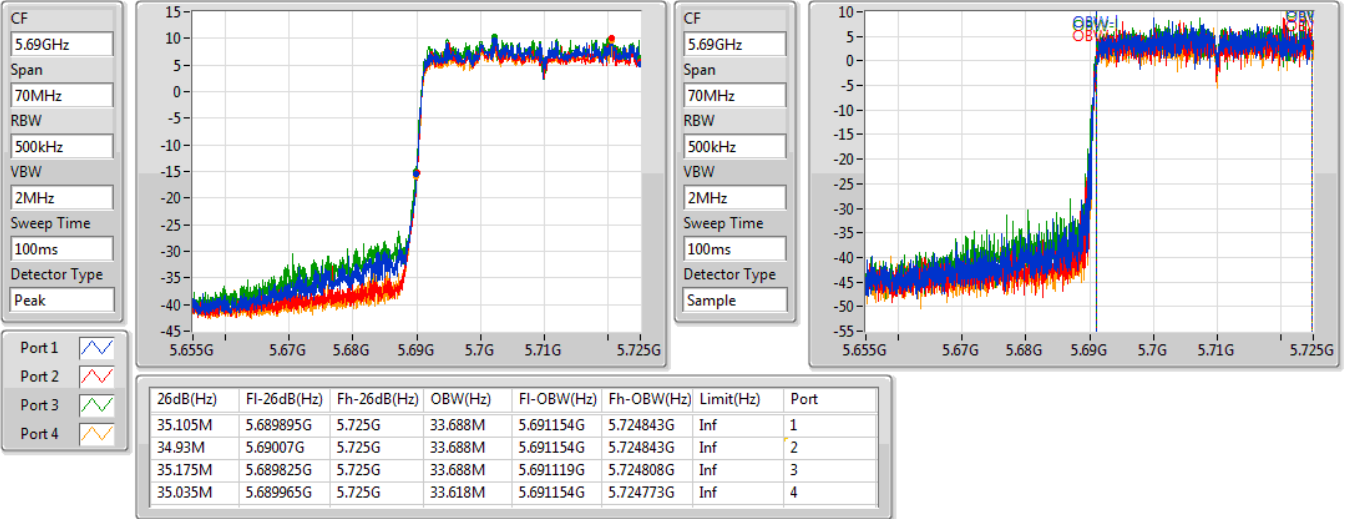 CF
5.69GHz
Span
70MHz
RBW
500kHz
VBW
2MHz
Sweep Time
100ms
Detector Type
Peak
15
10
5
0
-5
-10
-15
-20
-25
-30
-35
-40
-45
5.655G 5.67G 5.68G 5.69G 5.7G 5.71G 5.725G
CF
5.69GHz
Span
70MHz
RBW
500kHz
VBW
2MHz
Sweep Time
100ms
Detector Type
Sample
10
5
0
-5
-10
-15
-20
-25
-30
-35
-40
-45
-50
-55
5.655G 5.67G 5.68G 5.69G 5.7G 5.71G 5.725G
Port 1
Port 2
Port 3
Port 4
26dB(Hz) Fl-26dB(Hz) Fh-26dB(Hz) OBW(Hz) Fl-OBW(Hz) Fh-OBW(Hz) Limit(Hz) Port
35.105M 5.689895G 5.725G 33.688M 5.691154G 5.724843G Inf 1
34.93M 5.69007G 5.725G 33.688M 5.691154G 5.724843G Inf 2
35.175M 5.689825G 5.725G 33.688M 5.691119G 5.724808G Inf 3
35.035M 5.689965G 5.725G 33.618M 5.691154G 5.724773G Inf 4